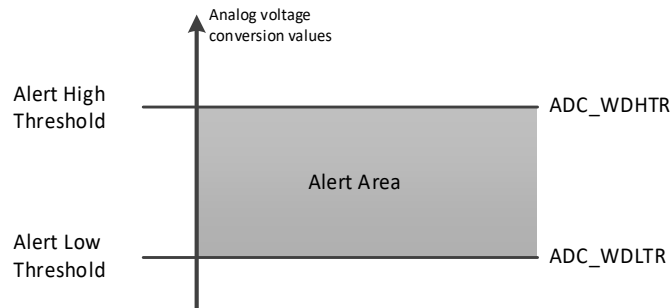 Analog voltage
conversion values
Alert High
Threshold
ADC_WDHTR
Alert Area
Alert Low
Threshold
ADC_WDLTR